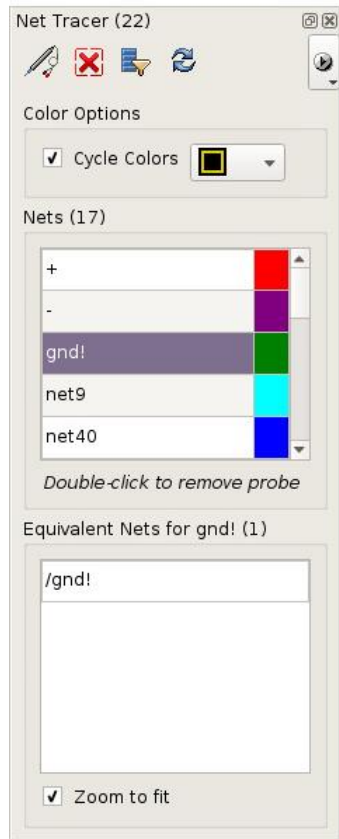 Net Tracer (22)
Color Options
Cycle Colors
Nets (17)
+
-
gnd!
net9
net40
Double-click to remove probe
Equivalent Nets for gnd! (1)
/gnd!
Zoom to fit